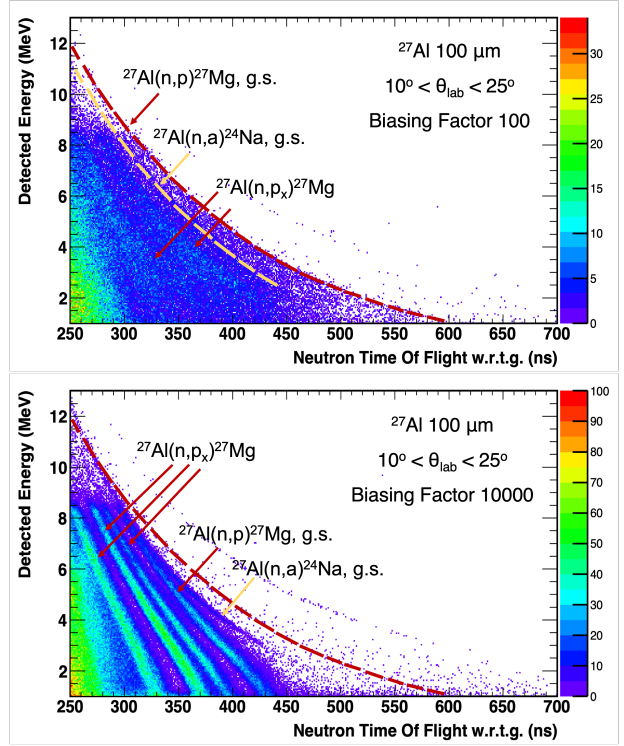 Detected Energy (MeV)
12
10
8
6
4
2
²⁷Al(n,p)²⁷Mg, g.s.
²⁷Al(n,a)²⁴Na, g.s.
²⁷Al(n,pₓ)²⁷Mg
²⁷Al 100 μm
10° < θ_lab < 25°
Biasing Factor 100
30
25
20
15
10
5
0
250 300 350 400 450 500 550 600 650 700
Neutron Time Of Flight w.r.t.g. (ns)
Detected Energy (MeV)
12
10
8
6
4
2
²⁷Al(n,pₓ)²⁷Mg
²⁷Al(n,p)²⁷Mg, g.s.
²⁷Al(n,a)²⁴Na, g.s.
²⁷Al 100 μm
10° < θ_lab < 25°
Biasing Factor 10000
100
90
80
70
60
50
40
30
20
10
0
250 300 350 400 450 500 550 600 650 700
Neutron Time Of Flight w.r.t.g. (ns)